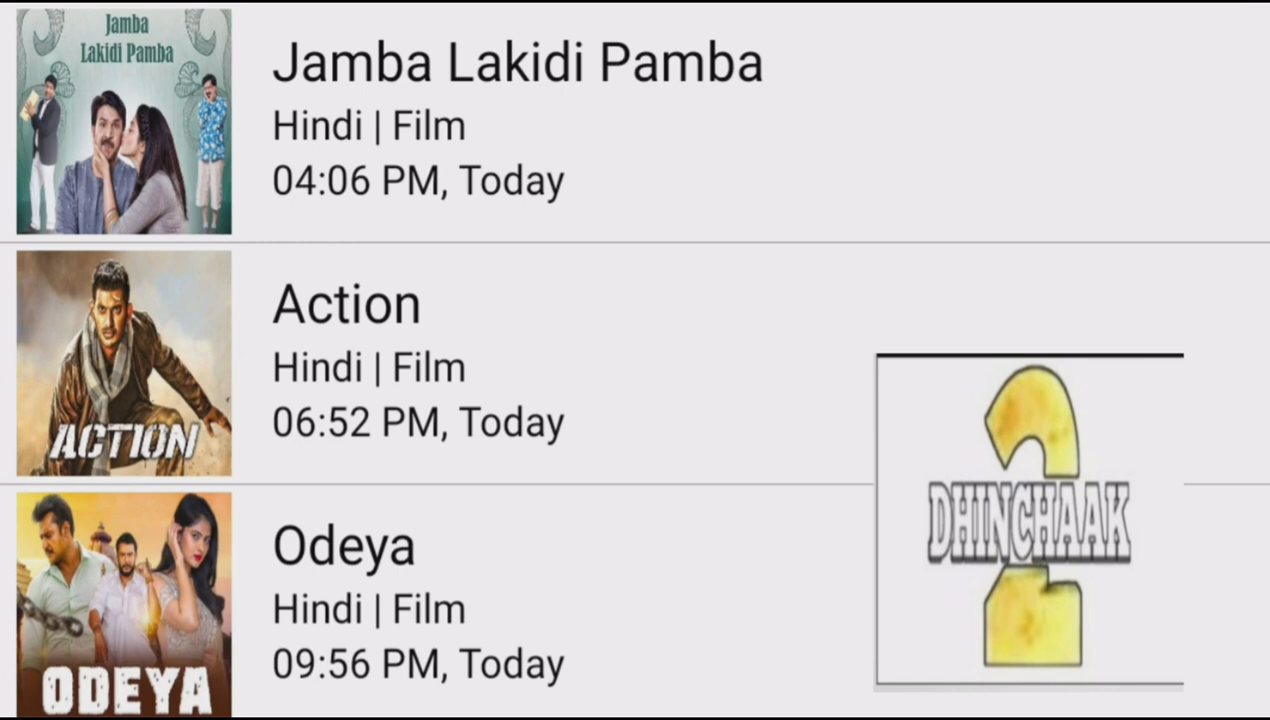 Jamba
Lakidi Pamba
Jamba Lakidi Pamba
Hindi | Film
04:06 PM, Today
ACTION
Action
Hindi | Film
06:52 PM, Today
ODEYA
Odeya
Hindi | Film
09:56 PM, Today
2
DHINCHAAK